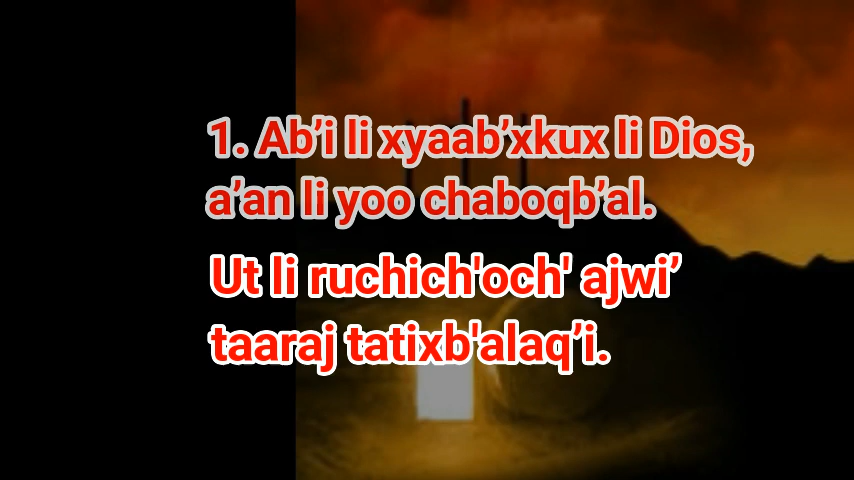 1. Ab’i li xyaab’xkux li Dios,
a’an li yoo chaboqb’al.
Ut li ruchich'och' ajwi’
taaraj tatixb'alaq’i.